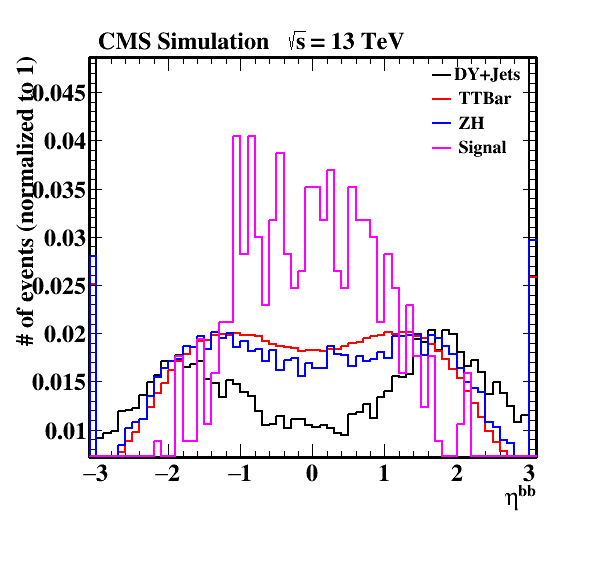 CMS Simulation √s = 13 TeV
DY+Jets
TTBar
ZH
Signal
# of events (normalized to 1)
0.045
0.04
0.035
0.03
0.025
0.02
0.015
0.01
−3 −2 −1 0 1 2 3
η^bb